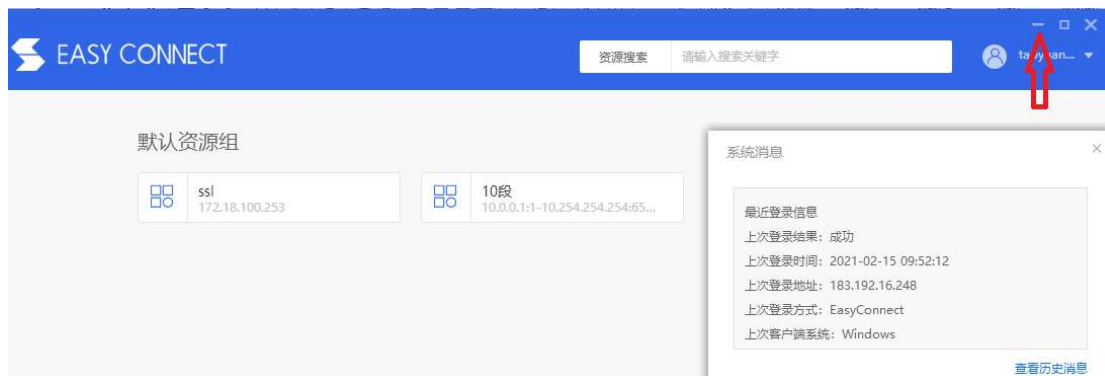 EASY CONNECT
资源搜索 请输入搜索关键字
默认资源组
ssl
172.18.100.253
10段
10.0.0.1:1-10.254.254.254:65...
系统消息
最近登录信息
上次登录结果：成功
上次登录时间：2021-02-15 09:52:12
上次登录地址：183.192.16.248
上次登录方式：EasyConnect
上次客户端系统：Windows
查看历史消息